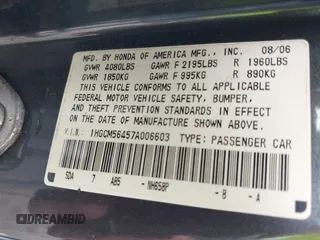 MFD. BY HONDA OF AMERICA MFG., INC. 08/06
GVWR 4080LBS GAWR F 2195LBS R 1960LBS
GVWR 1850KG GAWR F 995KG R 890KG
THIS VEHICLE CONFORMS TO ALL APPLICABLE
FEDERAL MOTOR VEHICLE SAFETY, BUMPER,
AND THEFT PREVENTION STANDARDS IN EFFECT
ON THE DATE OF MANUFACTURE SHOWN ABOVE.
V.I.N.: 1HGCM56457A006603 TYPE: PASSENGER CAR
SDA 7 AB5 - NH658P - B - A
DREAMBID